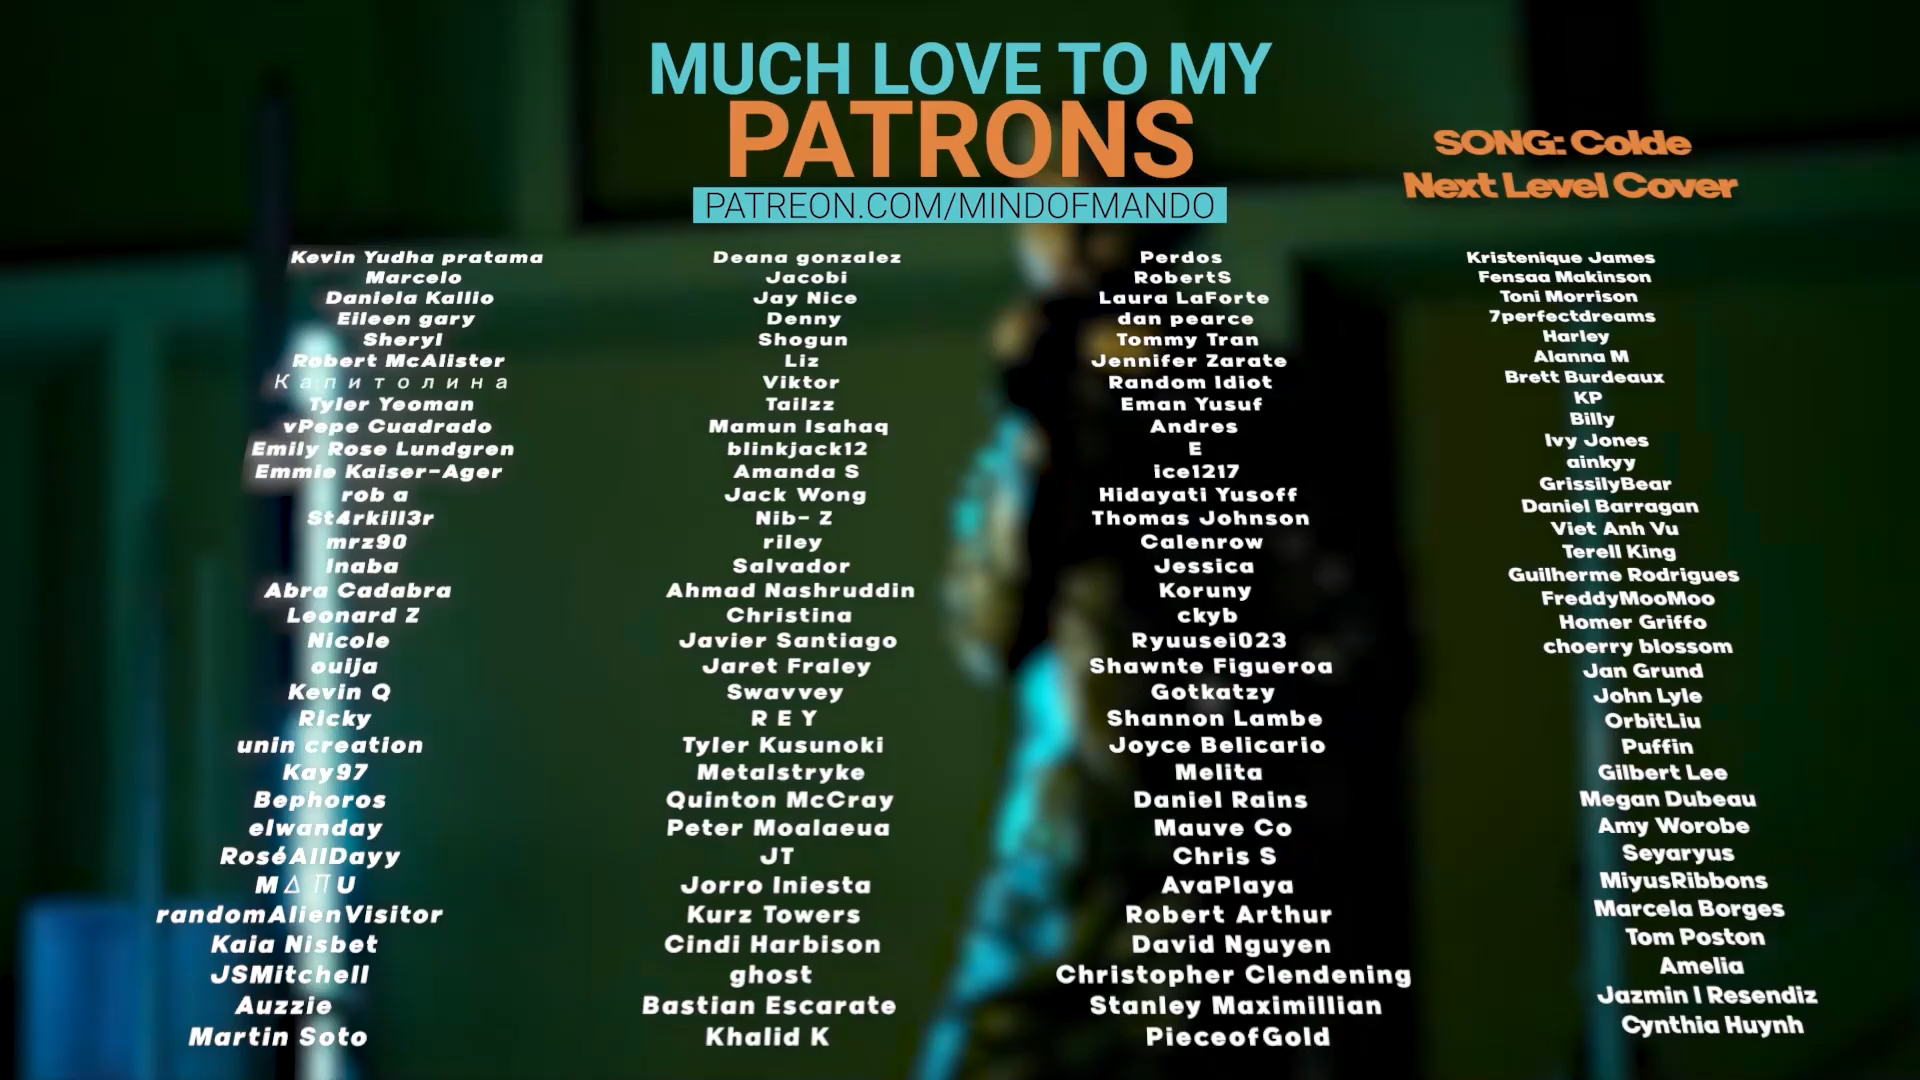 MUCH LOVE TO MY
PATRONS
PATREON.COM/MINDOFMANDO
SONG: Colde
Next Level Cover
Kevin Yudha pratama
Marcelo
Daniela Kallio
Eileen gary
Sheryl
Robert McAlister
Капитолина
Tyler Yeoman
vPepe Cuadrado
Emily Rose Lundgren
Emmie Kaiser-Ager
rob a
St4rkill3r
mrz90
Inaba
Abra Cadabra
Leonard Z
Nicole
ouija
Kevin Q
Ricky
unin creation
Kay97
Bephoros
elwanday
RoséAllDayy
M∆ΠU
randomAlienVisitor
Kaia Nisbet
JSMitchell
Auzzie
Martin Soto
Deana gonzalez
Jacobi
Jay Nice
Denny
Shogun
Liz
Viktor
Tailzz
Mamun Isahaq
blinkjack12
Amanda S
Jack Wong
Nib- Z
riley
Salvador
Ahmad Nashruddin
Christina
Javier Santiago
Jaret Fraley
Swavvey
R E Y
Tyler Kusunoki
Metalstryke
Quinton McCray
Peter Moalaeua
JT
Jorro Iniesta
Kurz Towers
Cindi Harbison
ghost
Bastian Escarate
Khalid K
Perdos
RobertS
Laura LaForte
dan pearce
Tommy Tran
Jennifer Zarate
Random Idiot
Eman Yusuf
Andres
E
ice1217
Hidayati Yusoff
Thomas Johnson
Calenrow
Jessica
Koruny
ckyb
Ryuusei023
Shawnte Figueroa
Gotkatzy
Shannon Lambe
Joyce Belicario
Melita
Daniel Rains
Mauve Co
Chris S
AvaPlaya
Robert Arthur
David Nguyen
Christopher Clendening
Stanley Maximillian
PieceofGold
Kristenique James
Fensaa Makinson
Toni Morrison
7perfectdreams
Harley
Alanna M
Brett Burdeaux
KP
Billy
Ivy Jones
ainkyy
GrissilyBear
Daniel Barragan
Viet Anh Vu
Terell King
Guilherme Rodrigues
FreddyMooMoo
Homer Griffo
choerry blossom
Jan Grund
John Lyle
OrbitLiu
Puffin
Gilbert Lee
Megan Dubeau
Amy Worobe
Seyaryus
MiyusRibbons
Marcela Borges
Tom Poston
Amelia
Jazmin I Resendiz
Cynthia Huynh